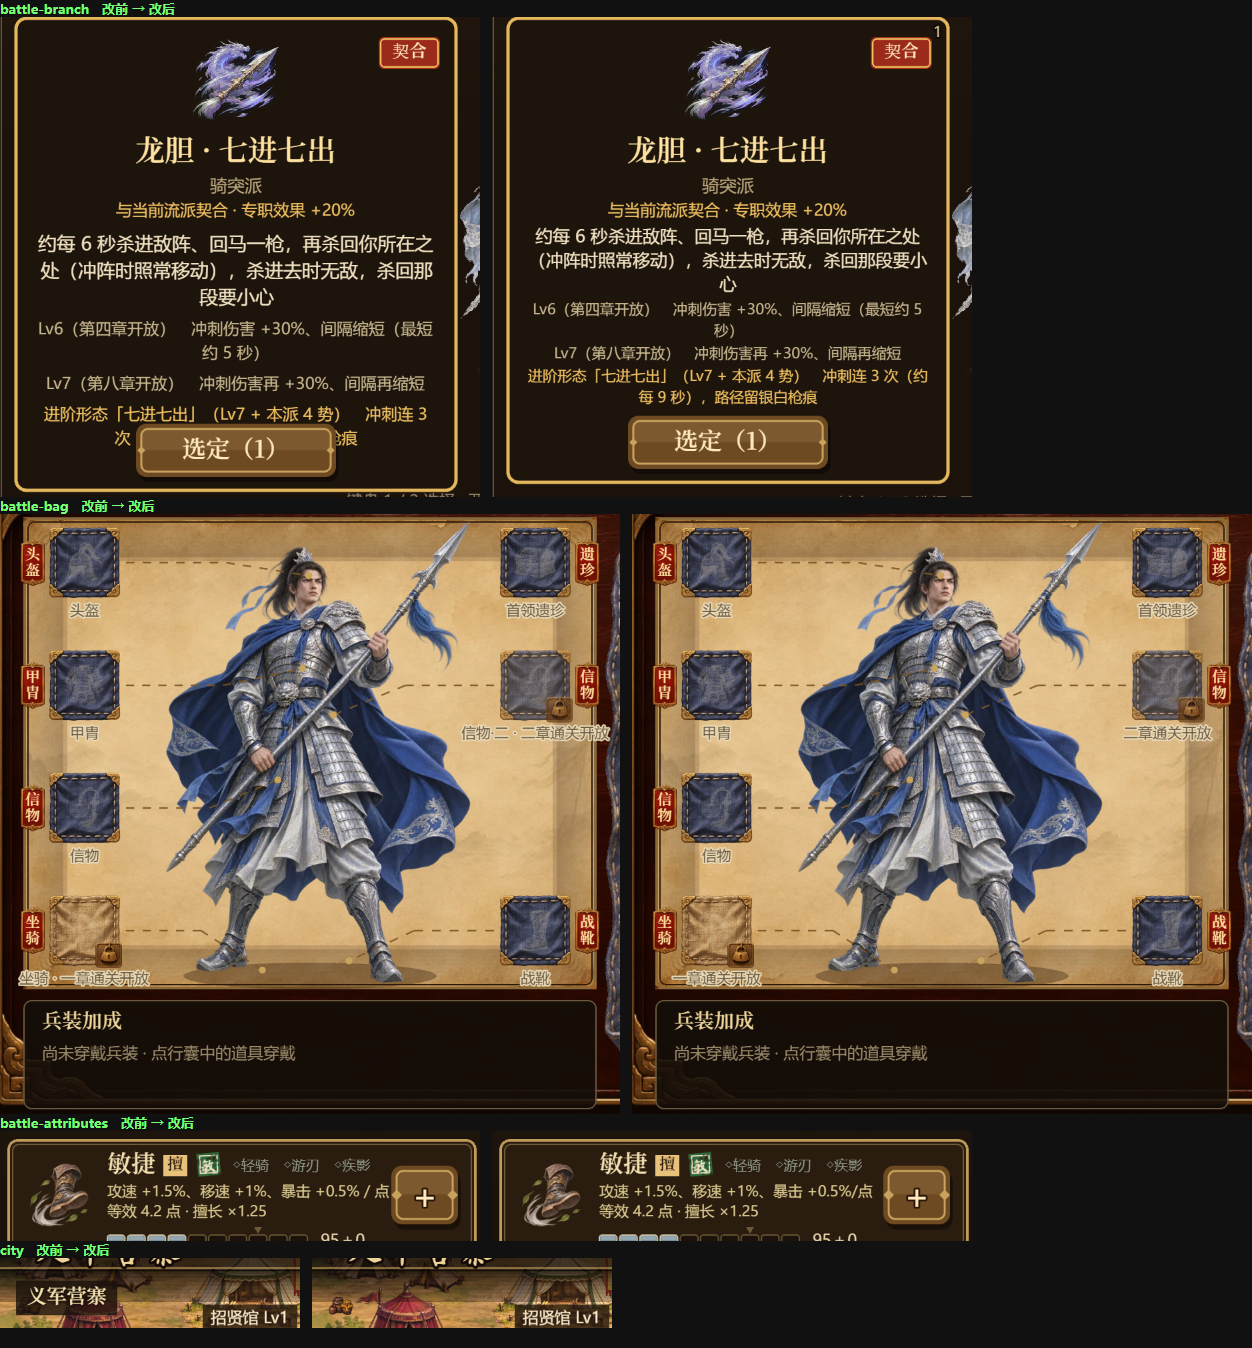 battle-branch 改前 → 改后
契合
龙胆 · 七进七出
骑突派
与当前流派契合 · 专职效果 +20%
约每 6 秒杀进敌阵、回马一枪，再杀回你所在之
处（冲阵时照常移动），杀进去时无敌，杀回那
段要小心
Lv6（第四章开放） 冲刺伤害 +30%、间隔缩短（最短
约 5 秒）
Lv7（第八章开放） 冲刺伤害再 +30%、间隔再缩短
进阶形态「七进七出」（Lv7 + 本派 4 势） 冲刺连 3
次
枪痕
选定（1）
契合
1
龙胆 · 七进七出
骑突派
与当前流派契合 · 专职效果 +20%
约每 6 秒杀进敌阵、回马一枪，再杀回你所在之处
（冲阵时照常移动），杀进去时无敌，杀回那段要小
心
Lv6（第四章开放） 冲刺伤害 +30%、间隔缩短（最短约 5
秒）
Lv7（第八章开放） 冲刺伤害再 +30%、间隔再缩短
进阶形态「七进七出」（Lv7 + 本派 4 势） 冲刺连 3 次（约
每 9 秒），路径留银白枪痕
选定（1）
battle-bag 改前 → 改后
头盔
头盔
遗珍
首领遗珍
甲胄
甲胄
信物
信物·二 · 二章通关开放
信物
信物
坐骑
坐骑 · 一章通关开放
战靴
战靴
兵装加成
尚未穿戴兵装 · 点行囊中的道具穿戴
头盔
头盔
遗珍
首领遗珍
甲胄
甲胄
信物
二章通关开放
信物
信物
坐骑
一章通关开放
战靴
战靴
兵装加成
尚未穿戴兵装 · 点行囊中的道具穿戴
battle-attributes 改前 → 改后
敏捷 擅 敏 ◇轻骑 ◇游刃 ◇疾影
攻速 +1.5%、移速 +1%、暴击 +0.5% / 点
等效 4.2 点 · 擅长 ×1.25
95 + 0
+
敏捷 擅 敏 ◇轻骑 ◇游刃 ◇疾影
攻速 +1.5%、移速 +1%、暴击 +0.5%/点
等效 4.2 点 · 擅长 ×1.25
95 + 0
+
city 改前 → 改后
义军营寨
招贤馆 Lv1
招贤馆 Lv1